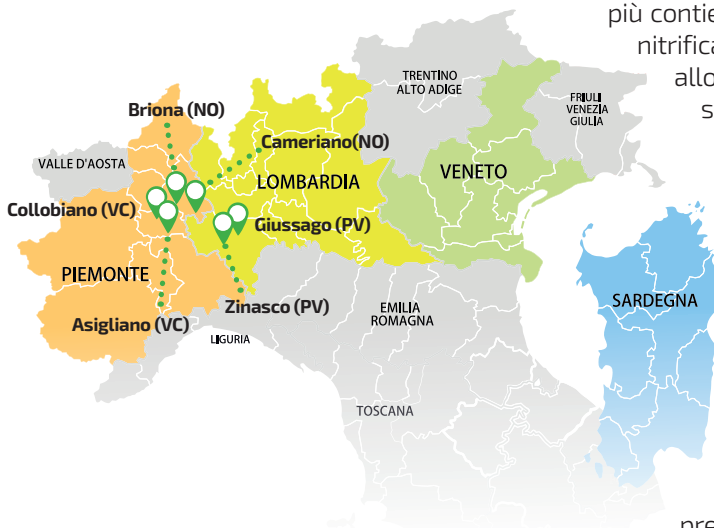 più contie
nitrifica
allo
s
TRENTINO
ALTO ADIGE
FRIULI
VENEZIA
GIULIA
Briona (NO)
Cameriano(NO)
VALLE D'AOSTA
LOMBARDIA
VENETO
Collobiano (VC)
Giussago (PV)
PIEMONTE
SARDEGNA
Zinasco (PV)
EMILIA
ROMAGNA
Asigliano (VC)
LIGURIA
TOSCANA
pre